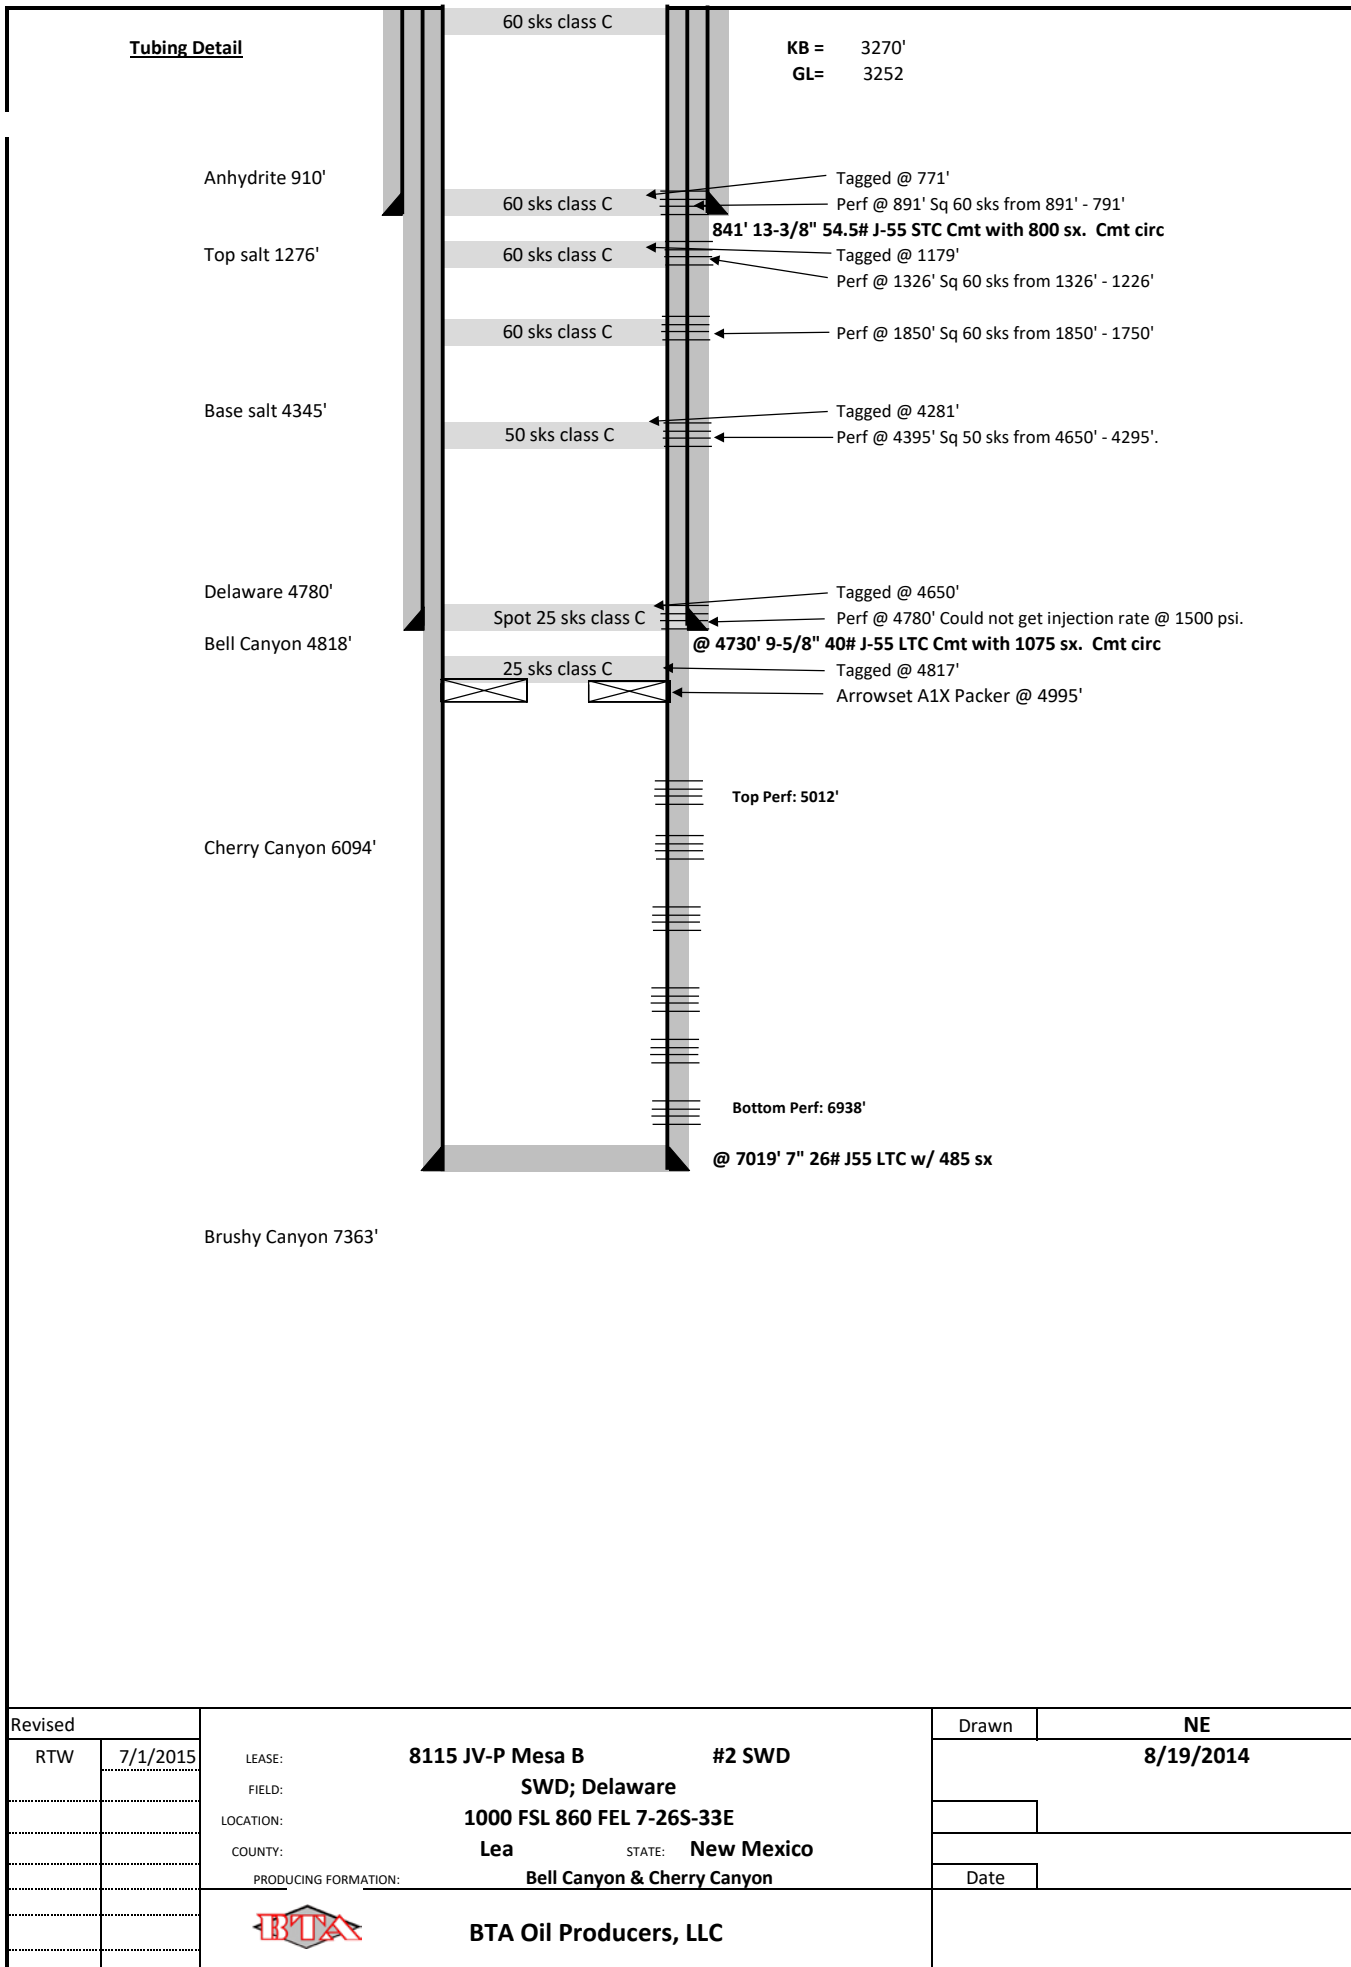 60 sks class C
Tubing Detail
KB = 3270'
GL= 3252
Anhydrite 910'
Tagged @ 771'
60 sks class C
Perf @ 891' Sq 60 sks from 891' - 791'
841' 13-3/8" 54.5# J-55 STC Cmt with 800 sx.  Cmt circ
Top salt 1276'
60 sks class C
Tagged @ 1179'
Perf @ 1326' Sq 60 sks from 1326' - 1226'
60 sks class C
Perf @ 1850' Sq 60 sks from 1850' - 1750'
Base salt 4345'
Tagged @ 4281'
50 sks class C
Perf @ 4395' Sq 50 sks from 4650' - 4295'.
Delaware 4780'
Tagged @ 4650'
Spot 25 sks class C
Perf @ 4780' Could not get injection rate @ 1500 psi.
Bell Canyon 4818'
@ 4730' 9-5/8" 40# J-55 LTC Cmt with 1075 sx.  Cmt circ
25 sks class C
Tagged @ 4817'
Arrowset A1X Packer @ 4995'
Top Perf: 5012'
Cherry Canyon 6094'
Bottom Perf: 6938'
@ 7019' 7" 26# J55 LTC w/ 485 sx
Brushy Canyon 7363'
Revised
Drawn NE
RTW 7/1/2015
LEASE: 8115 JV-P Mesa B #2 SWD
8/19/2014
FIELD: SWD; Delaware
LOCATION: 1000 FSL 860 FEL 7-26S-33E
COUNTY: Lea STATE: New Mexico
PRODUCING FORMATION: Bell Canyon & Cherry Canyon
Date
BTA
BTA Oil Producers, LLC